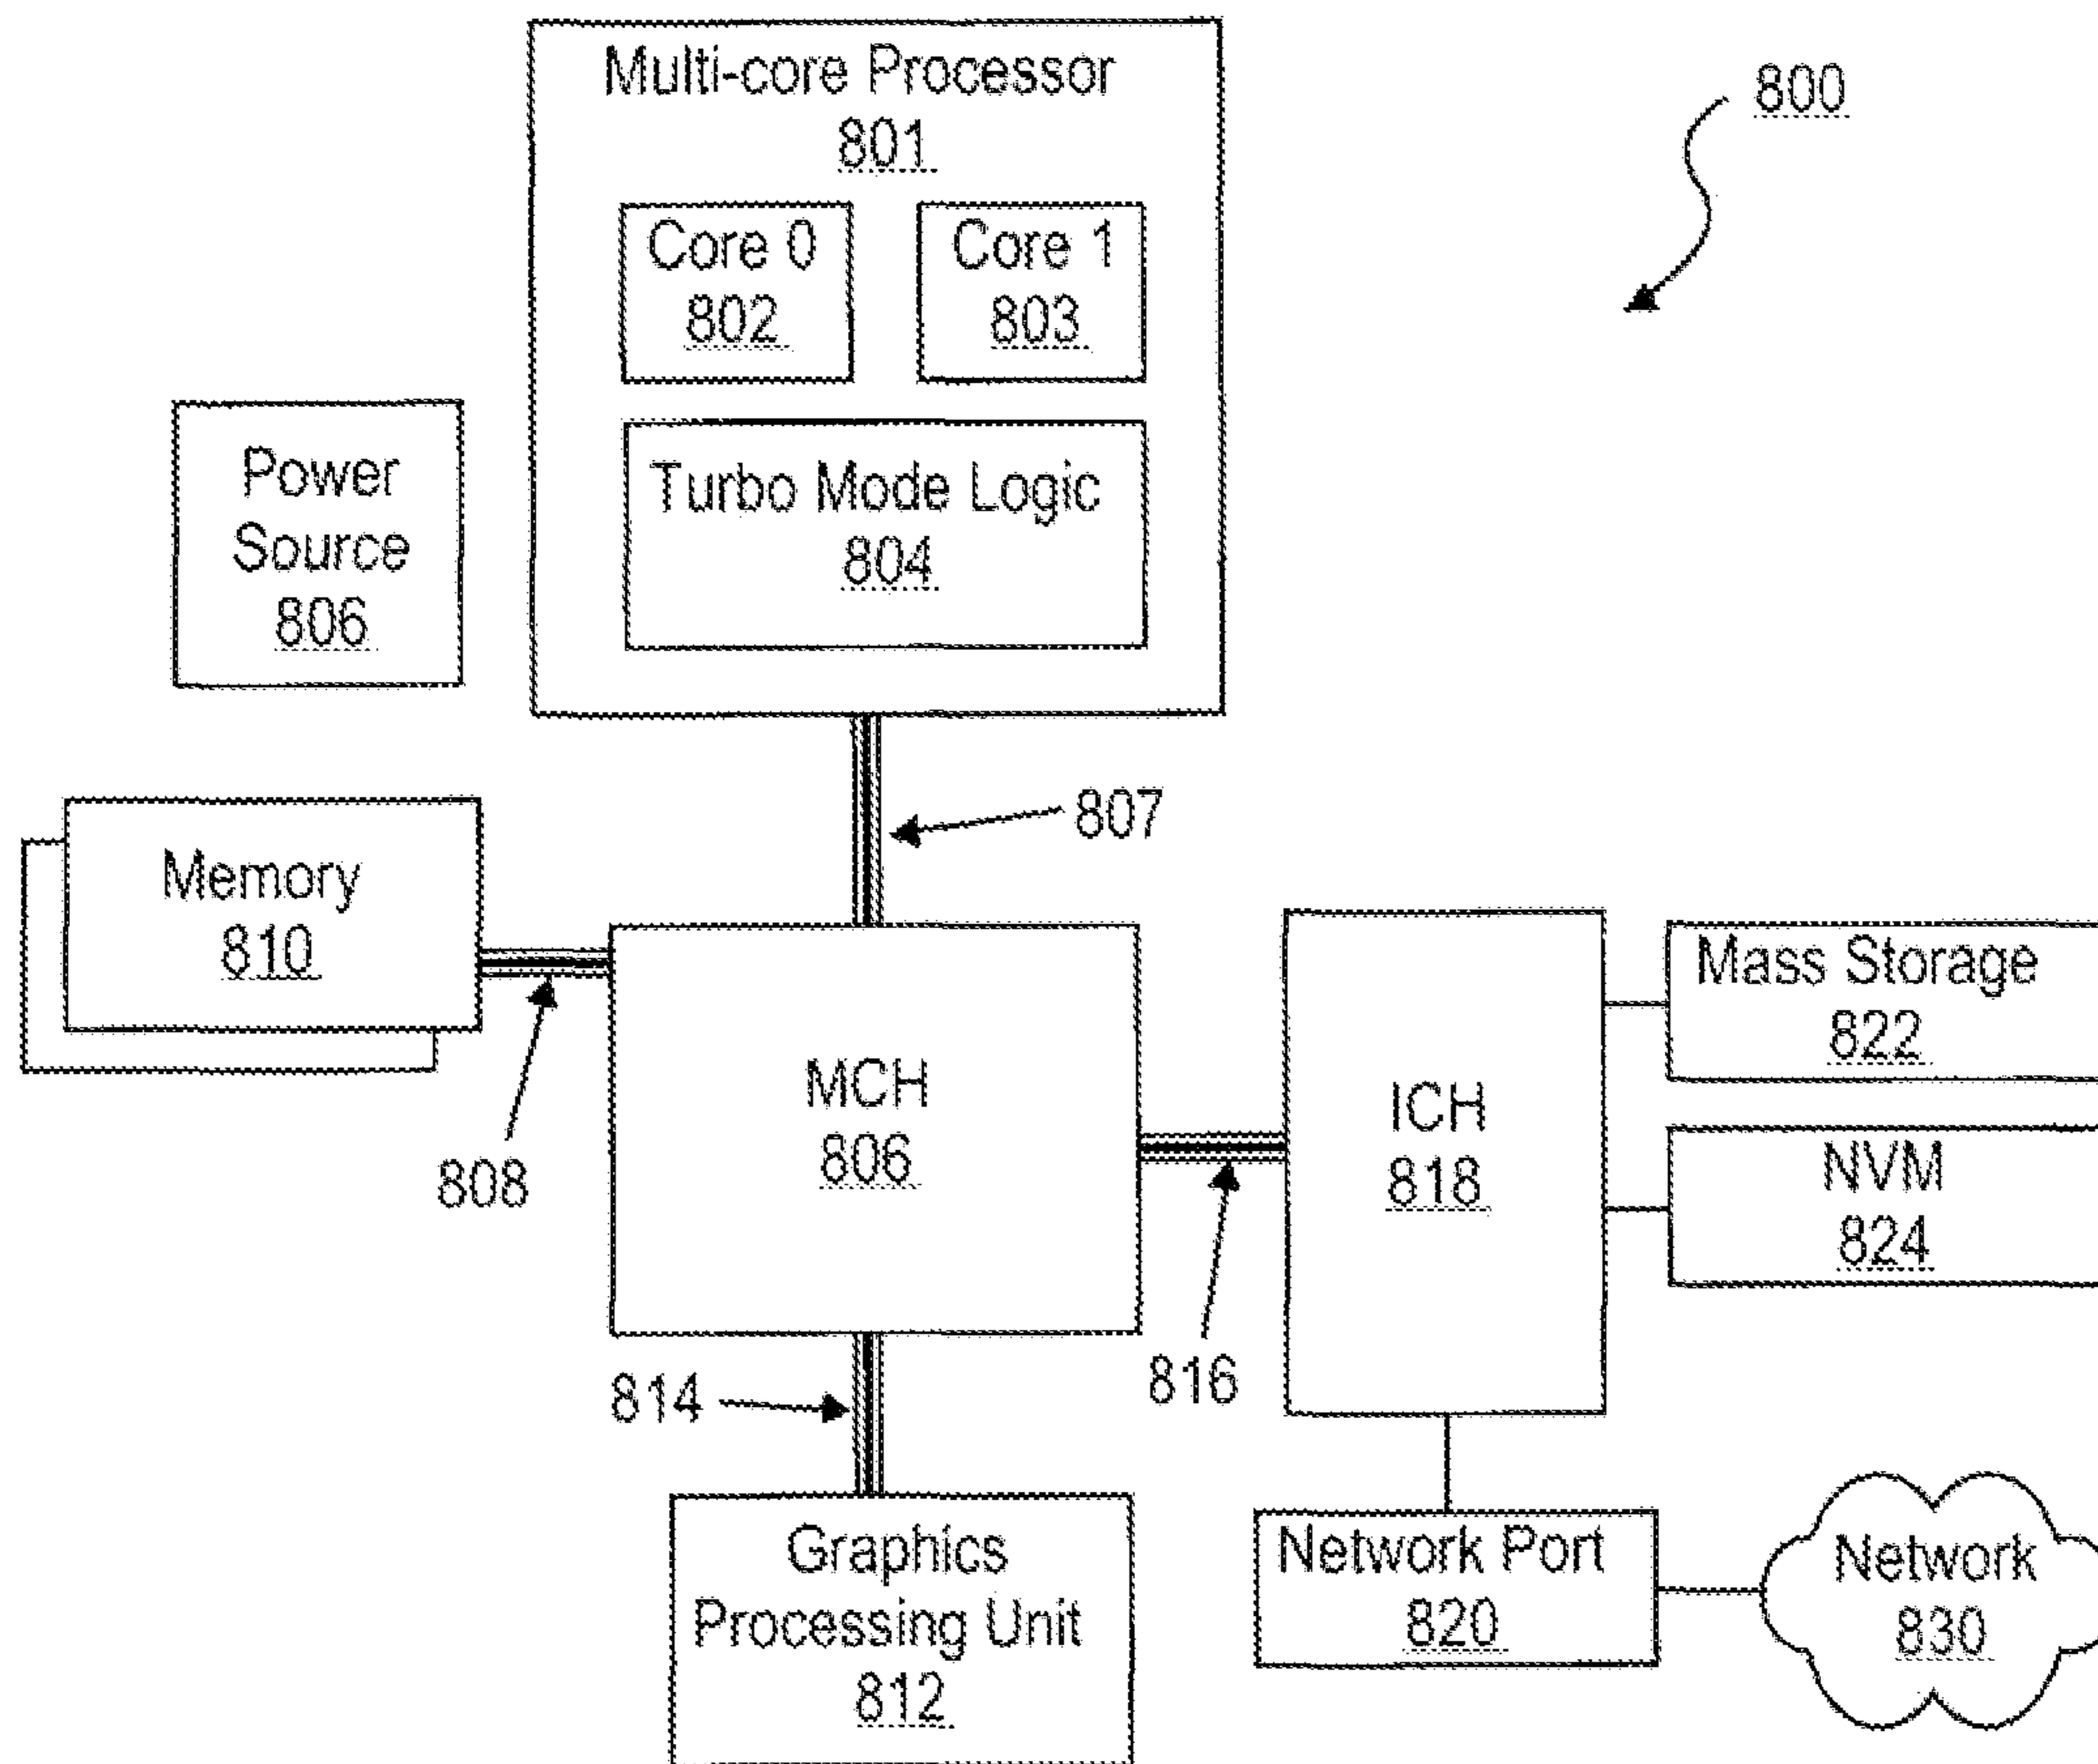 Multi-core Processor
801
800
Core 0
802
Core 1
803
Turbo Mode Logic
804
Power
Source
806
807
Memory
810
808
MCH
806
ICH
818
Mass Storage
822
NVM
824
816
814
Graphics
Processing Unit
812
Network Port
820
Network
830